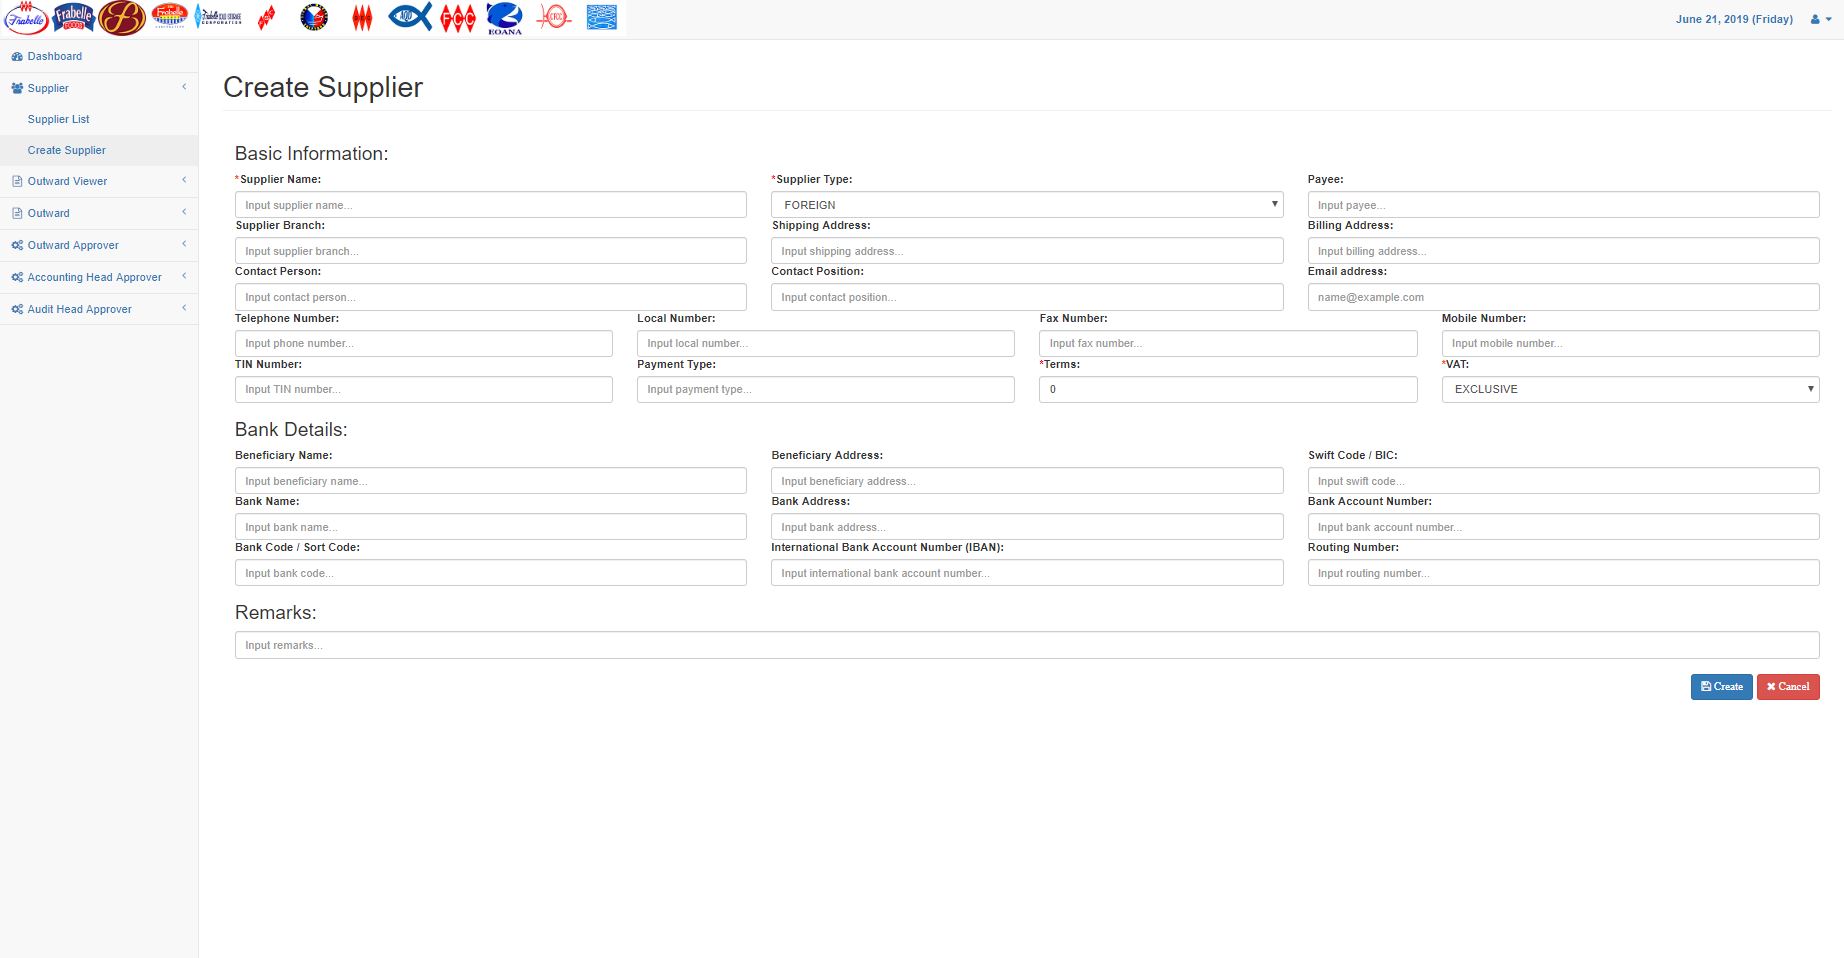 Frabelle Frabelle FOODS Frabelle CORPORATION Frabelle COLD STORAGE CORPORATION FCC EOANA CFCC
June 21, 2019 (Friday)
Dashboard
Supplier
Supplier List
Create Supplier
Outward Viewer
Outward
Outward Approver
Accounting Head Approver
Audit Head Approver
Create Supplier
Basic Information:
*Supplier Name: *Supplier Type: Payee:
Input supplier name... FOREIGN Input payee...
Supplier Branch: Shipping Address: Billing Address:
Input supplier branch... Input shipping address... Input billing address...
Contact Person: Contact Position: Email address:
Input contact person... Input contact position... name@example.com
Telephone Number: Local Number: Fax Number: Mobile Number:
Input phone number... Input local number... Input fax number... Input mobile number...
TIN Number: Payment Type: *Terms: *VAT:
Input TIN number... Input payment type... 0 EXCLUSIVE
Bank Details:
Beneficiary Name: Beneficiary Address: Swift Code / BIC:
Input beneficiary name... Input beneficiary address... Input swift code...
Bank Name: Bank Address: Bank Account Number:
Input bank name... Input bank address... Input bank account number...
Bank Code / Sort Code: International Bank Account Number (IBAN): Routing Number:
Input bank code... Input international bank account number... Input routing number...
Remarks:
Input remarks...
Create Cancel